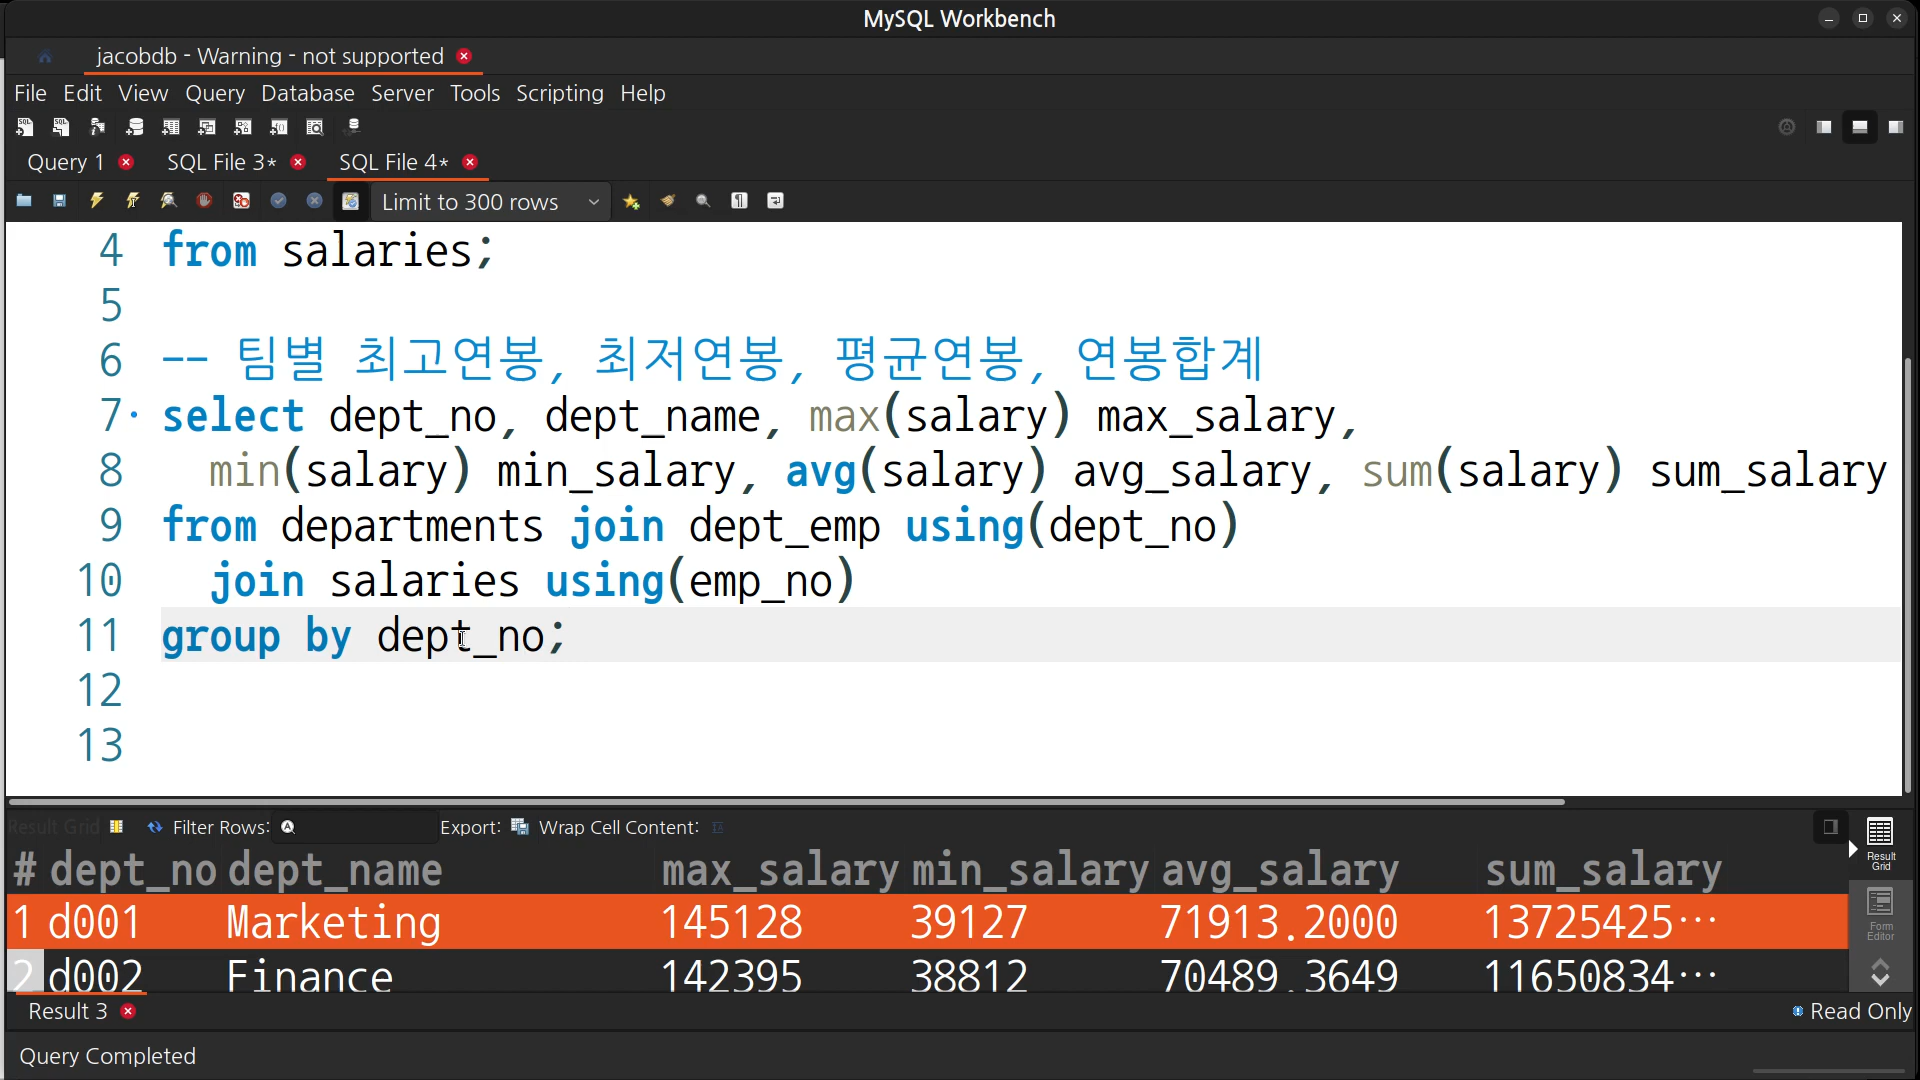 MySQL Workbench
jacobdb - Warning - not supported
File Edit View Query Database Server Tools Scripting Help
Query 1 SQL File 3* SQL File 4*
Limit to 300 rows
4 from salaries;
5
6 -- 팀별 최고연봉, 최저연봉, 평균연봉, 연봉합계
7 select dept_no, dept_name, max(salary) max_salary,
8 min(salary) min_salary, avg(salary) avg_salary, sum(salary) sum_salary
9 from departments join dept_emp using(dept_no)
10 join salaries using(emp_no)
11 group by dept_no;
12
13
Result Grid Filter Rows: Export: Wrap Cell Content:
# dept_no dept_name max_salary min_salary avg_salary sum_salary
1 d001 Marketing 145128 39127 71913.2000 13725425…
2 d002 Finance 142395 38812 70489.3649 11650834…
Result Grid
Form Editor
Result 3 Read Only
Query Completed